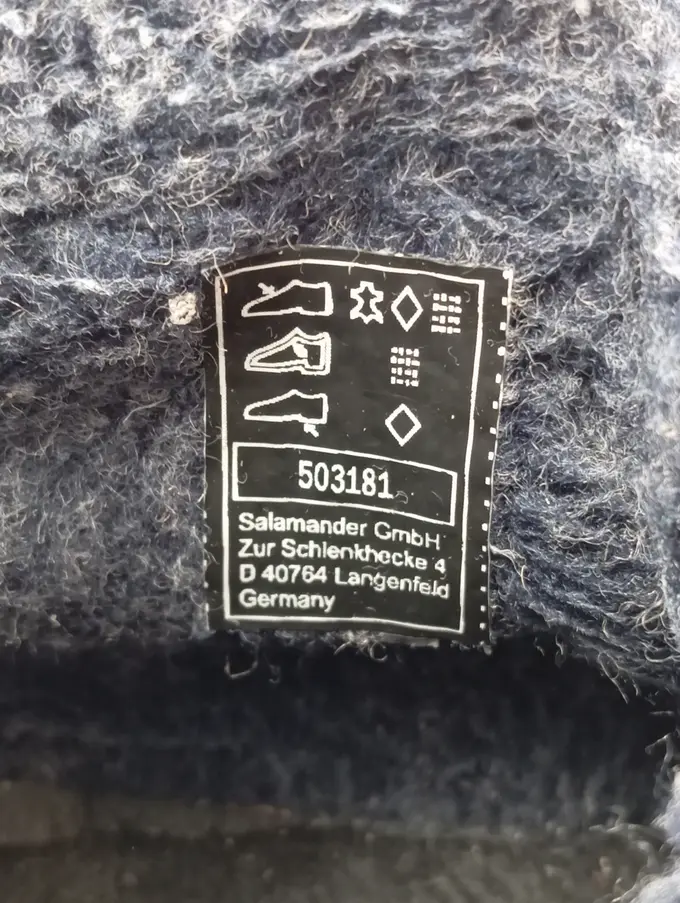 503181
Salamander GmbH
Zur Schlenkhecke 4
D 40764 Langenfeld
Germany